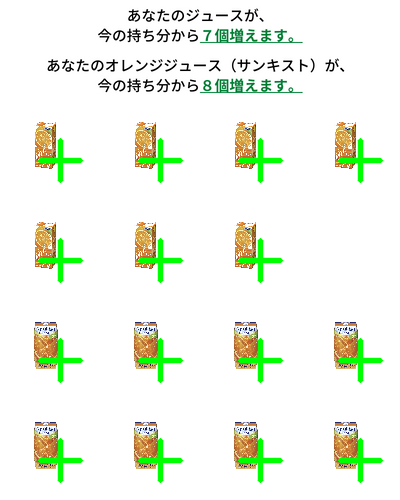 あなたのジュースが、
今の持ち分から７個増えます。
あなたのオレンジジュース（サンキスト）が、
今の持ち分から８個増えます。